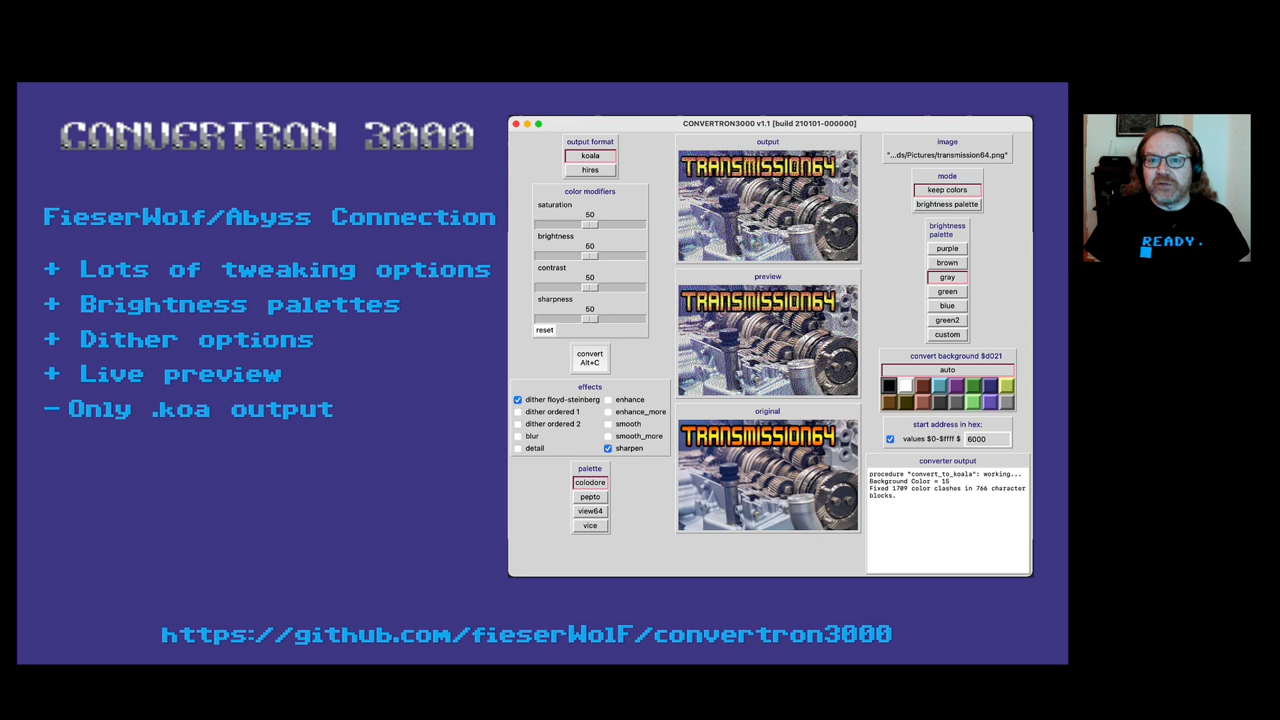 CONVERTRON 3000
FieserWolf/Abyss Connection
+ Lots of tweaking options
+ Brightness palettes
+ Dither options
+ Live preview
- Only .koa output
https://github.com/fieserWolF/convertron3000
CONVERTRON3000 v1.1 [build 210101-000000]
output format
koala
hires
color modifiers
saturation
50
brightness
50
contrast
50
sharpness
50
reset
convert
Alt+C
effects
dither floyd-steinberg
dither ordered 1
dither ordered 2
blur
detail
enhance
enhance_more
smooth
smooth_more
sharpen
palette
colodore
pepto
view64
vice
output
TRANSMISSION64
preview
TRANSMISSION64
original
TRANSMISSION64
image
"...ds/Pictures/transmission64.png"
mode
keep colors
brightness palette
brightness
palette
purple
brown
gray
green
blue
green2
custom
convert background $d021
auto
start address in hex:
values $0-$ffff $ 6000
converter output
procedure "convert_to_koala": working...
Background Color = 15
Fixed 1709 color clashes in 766 character
blocks.
READY.